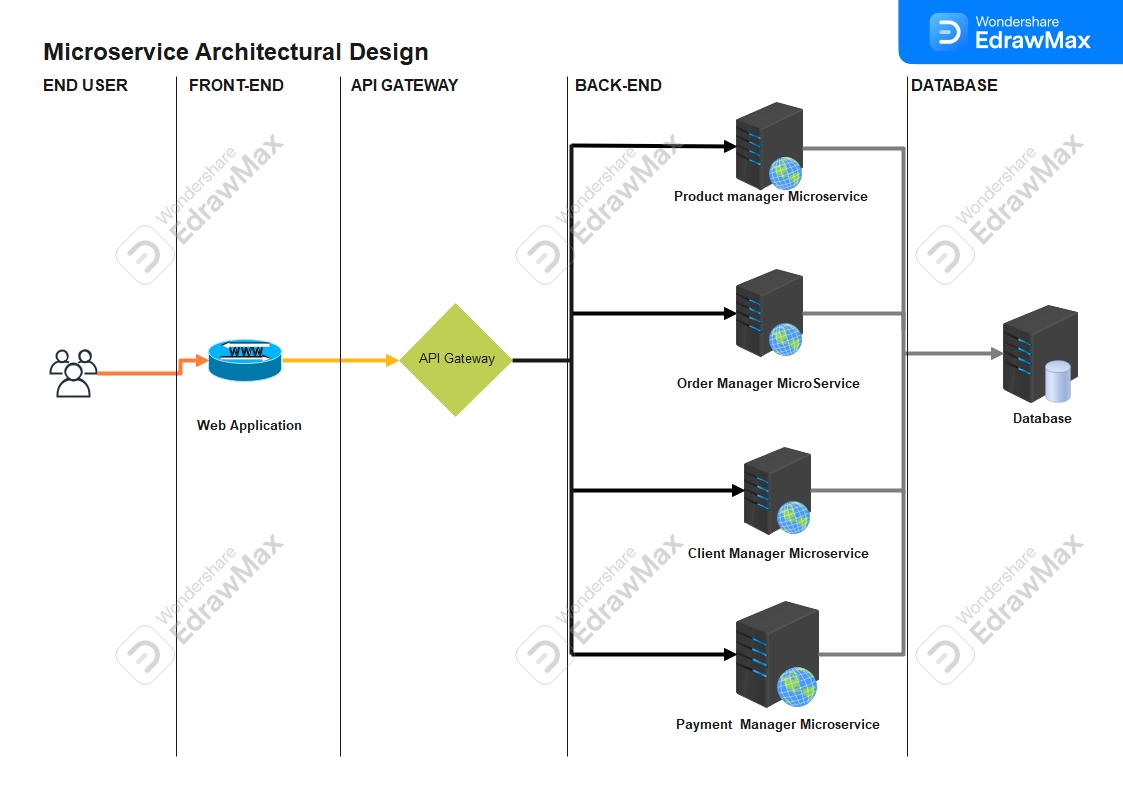 Wondershare
EdrawMax
Microservice Architectural Design
END USER
FRONT-END
API GATEWAY
BACK-END
DATABASE
Wondershare
EdrawMax
Wondershare
EdrawMax
Wondershare
EdrawMax
Product manager Microservice
WWW
API Gateway
Order Manager MicroService
Web Application
Database
Client Manager Microservice
Wondershare
EdrawMax
Wondershare
EdrawMax
Wondershare
EdrawMax
Payment  Manager Microservice